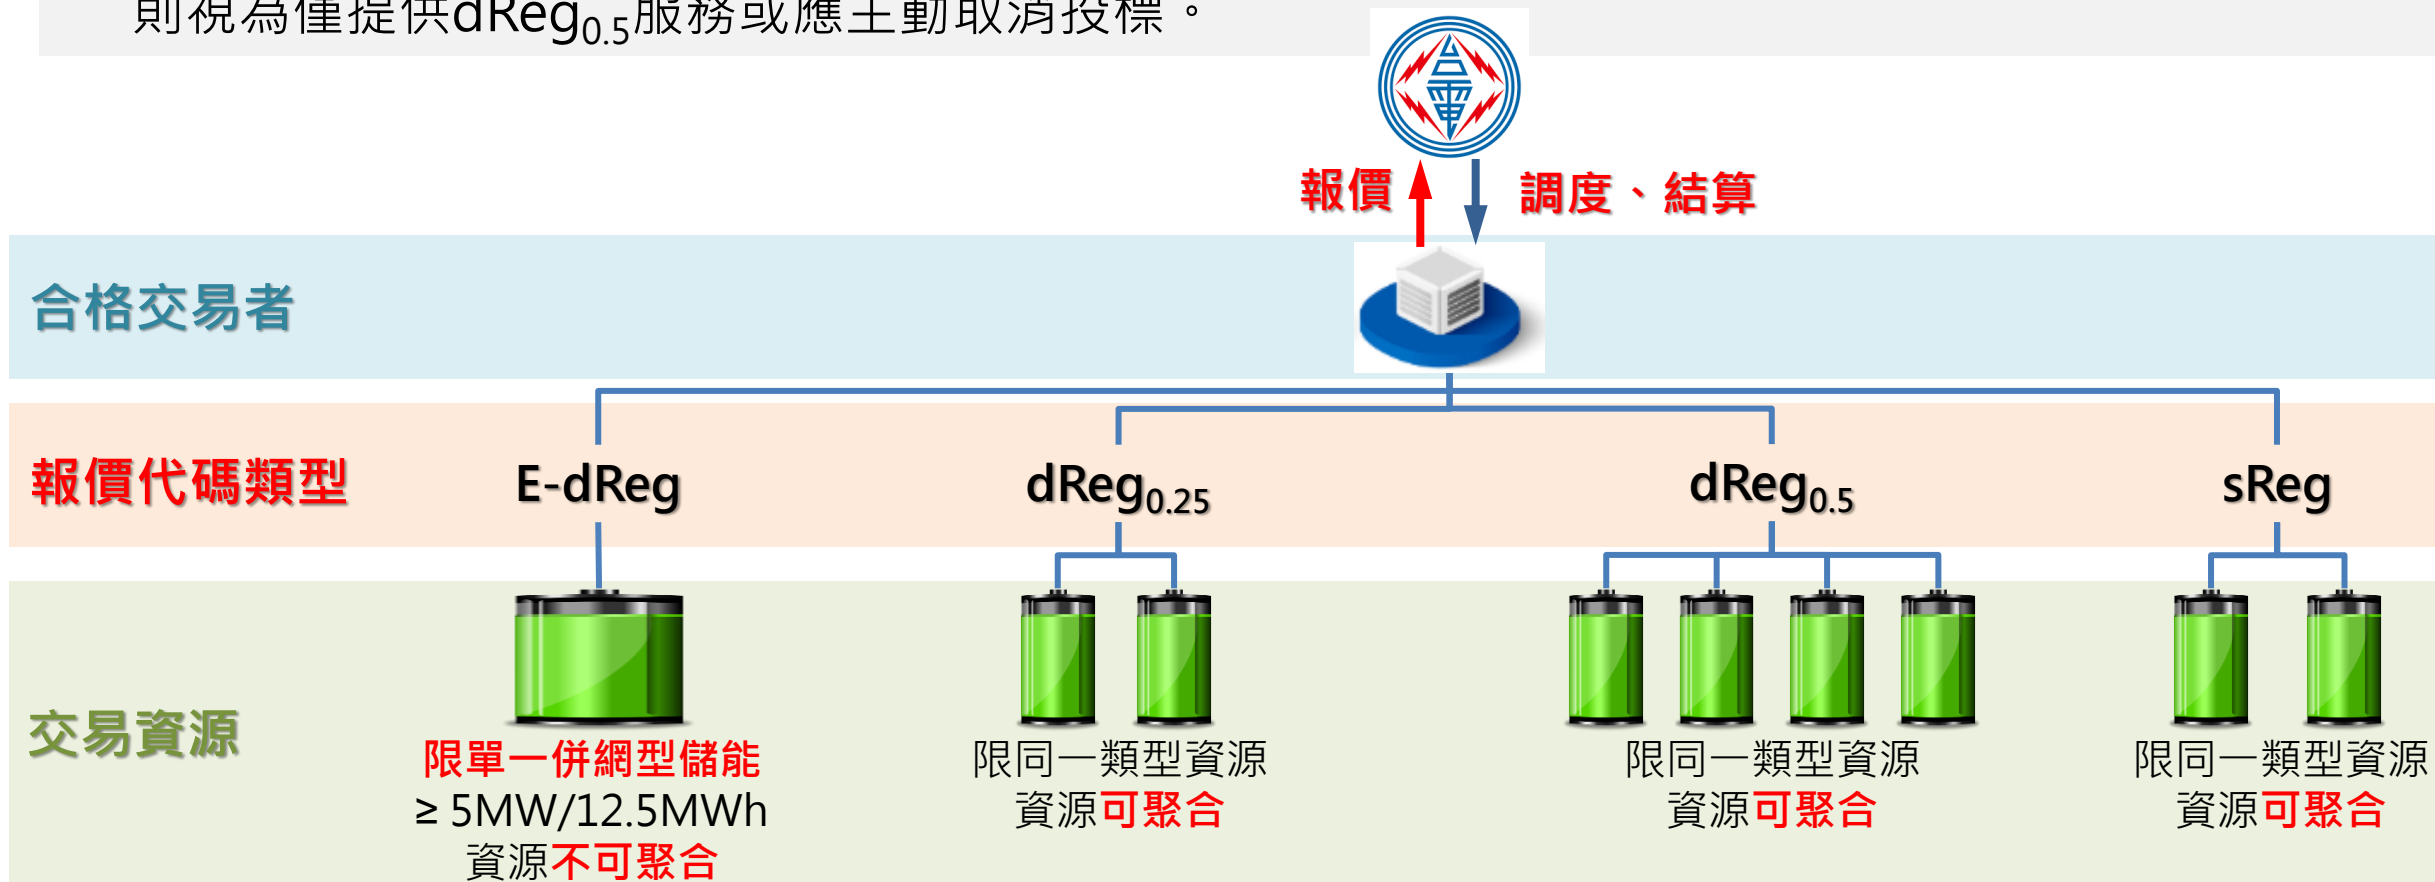 則視為僅提供dReg0.5服務或應主動取消投標。
台電
報價
調度、結算
合格交易者
報價代碼類型
E-dReg
dReg0.25
dReg0.5
sReg
交易資源
限單一併網型儲能
≥ 5MW/12.5MWh
資源不可聚合
限同一類型資源
資源可聚合
限同一類型資源
資源可聚合
限同一類型資源
資源可聚合